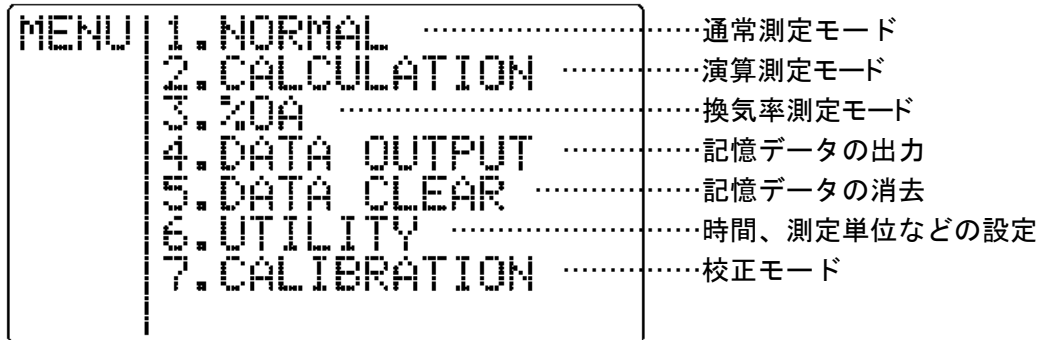 MENU 1.NORMAL ……………………………通常測定モード
2.CALCULATION ……………演算測定モード
3.%OA ………………………………換気率測定モード
4.DATA OUTPUT ……………記憶データの出力
5.DATA CLEAR ………………記憶データの消去
6.UTILITY ………………………時間、測定単位などの設定
7.CALIBRATION ……………校正モード